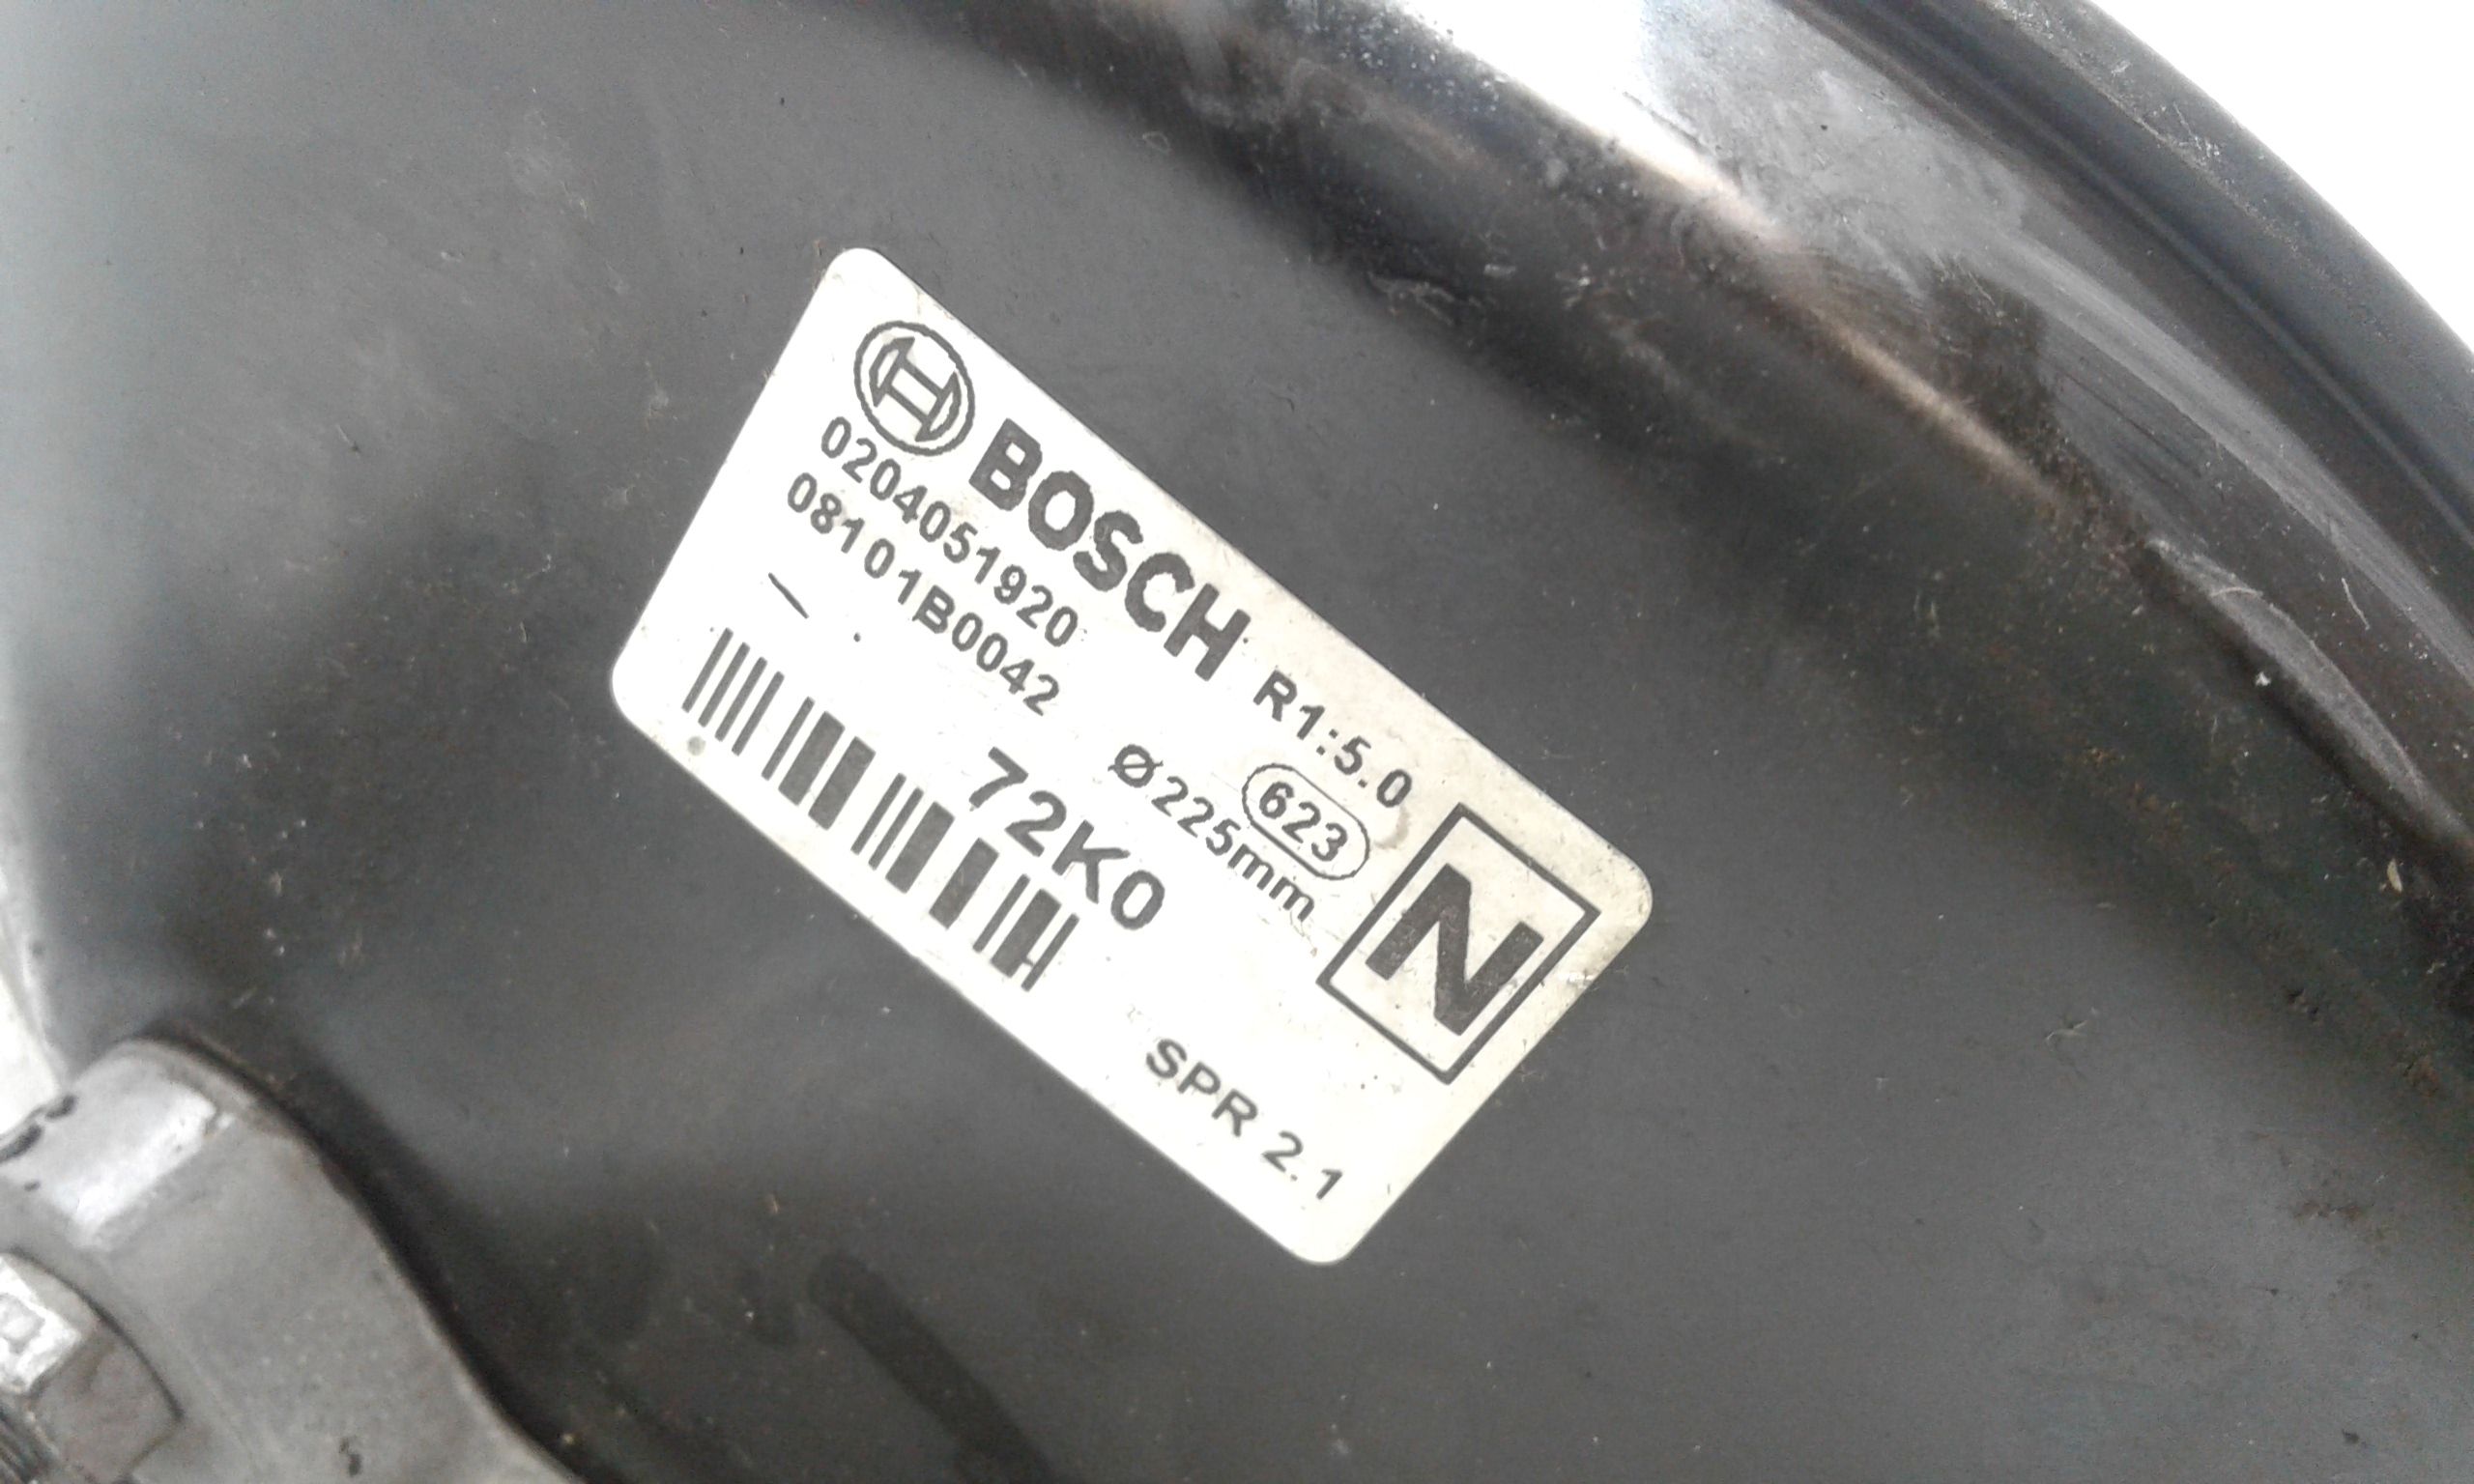 BOSCH R1:5.0
0204051920
623
08101B0042
Ø225mm
N
72K0
SPR 2.1